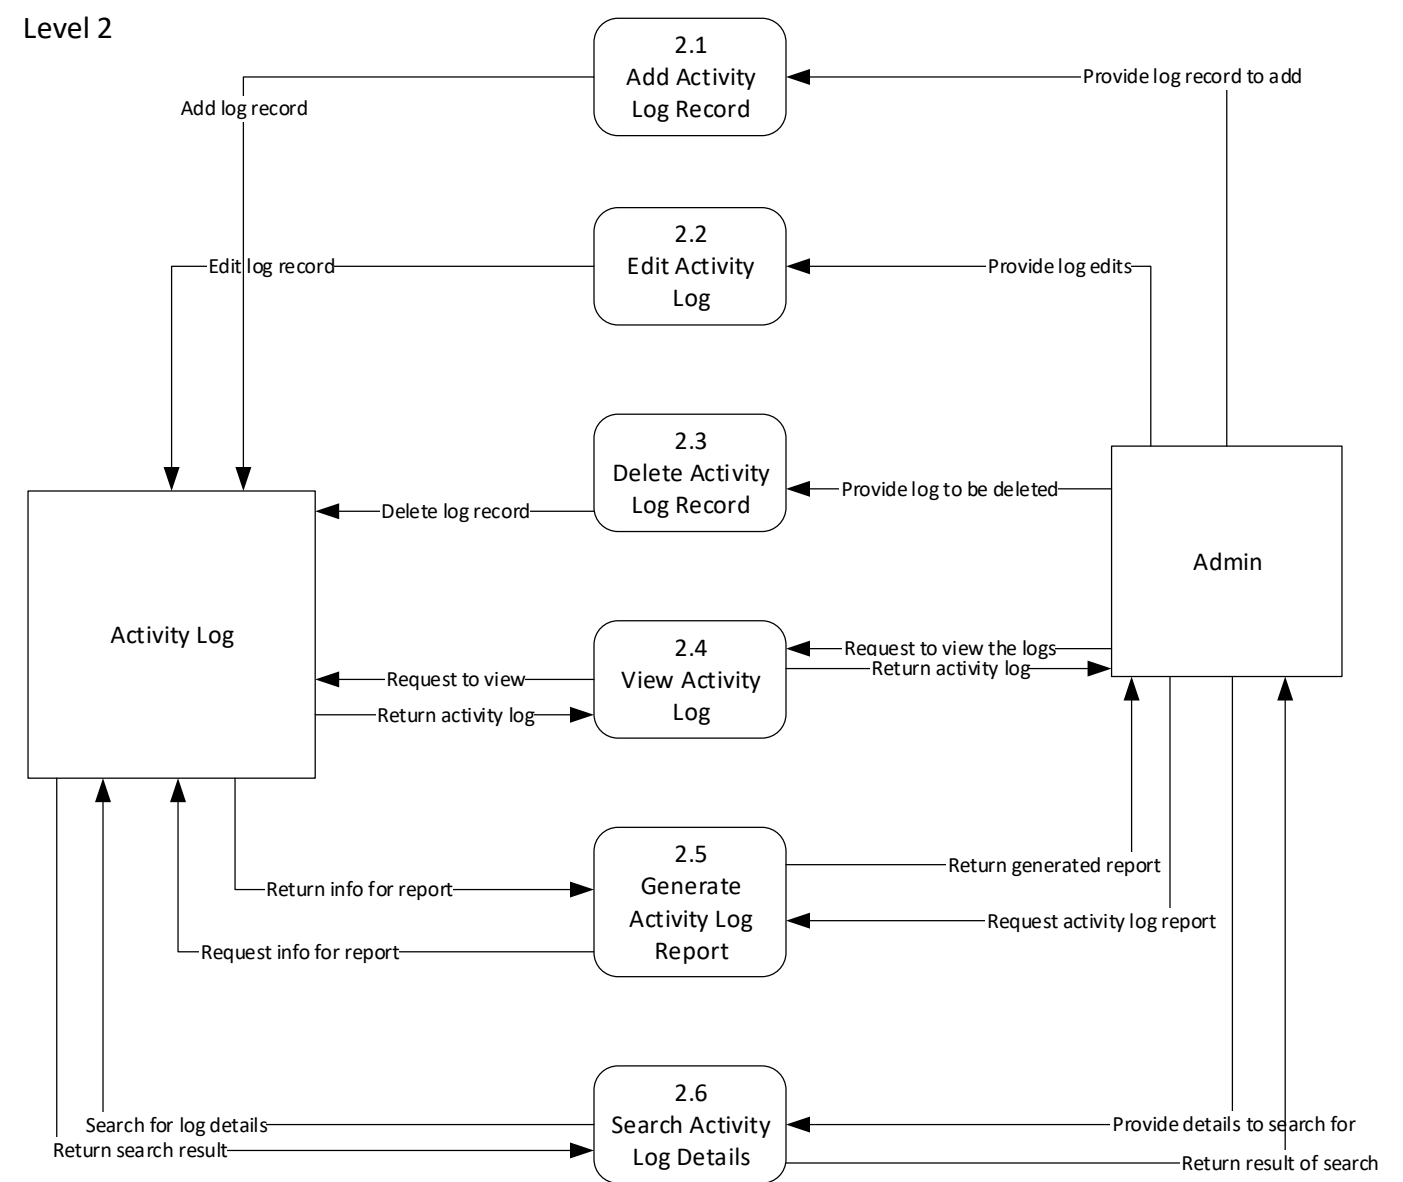 Level 2
2.1
Add Activity
Log Record
Provide log record to add
Add log record
2.2
Edit Activity
Log
Edit log record
Provide log edits
2.3
Delete Activity
Log Record
Provide log to be deleted
Delete log record
Admin
Activity Log
2.4
View Activity
Log
Request to view the logs
Return activity log
Request to view
Return activity log
2.5
Generate
Activity Log
Report
Return generated report
Return info for report
Request activity log report
Request info for report
2.6
Search Activity
Log Details
Search for log details
Provide details to search for
Return search result
Return result of search